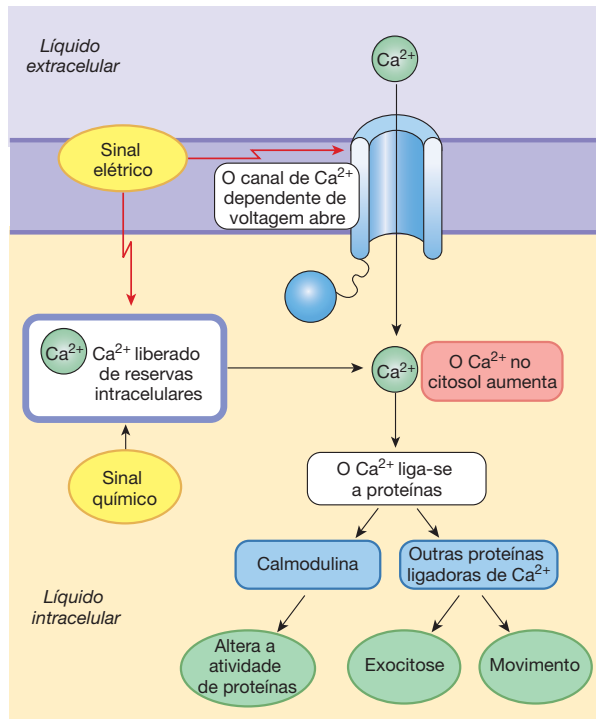 Líquido
extracelular
Ca²⁺
Sinal
elétrico
O canal de Ca²⁺
dependente de
voltagem abre
Ca²⁺
Ca²⁺ liberado
de reservas
intracelulares
Ca²⁺
O Ca²⁺ no
citosol aumenta
Sinal
químico
O Ca²⁺ liga-se
a proteínas
Calmodulina
Outras proteínas
ligadoras de Ca²⁺
Líquido
intracelular
Altera a
atividade
de proteínas
Exocitose
Movimento